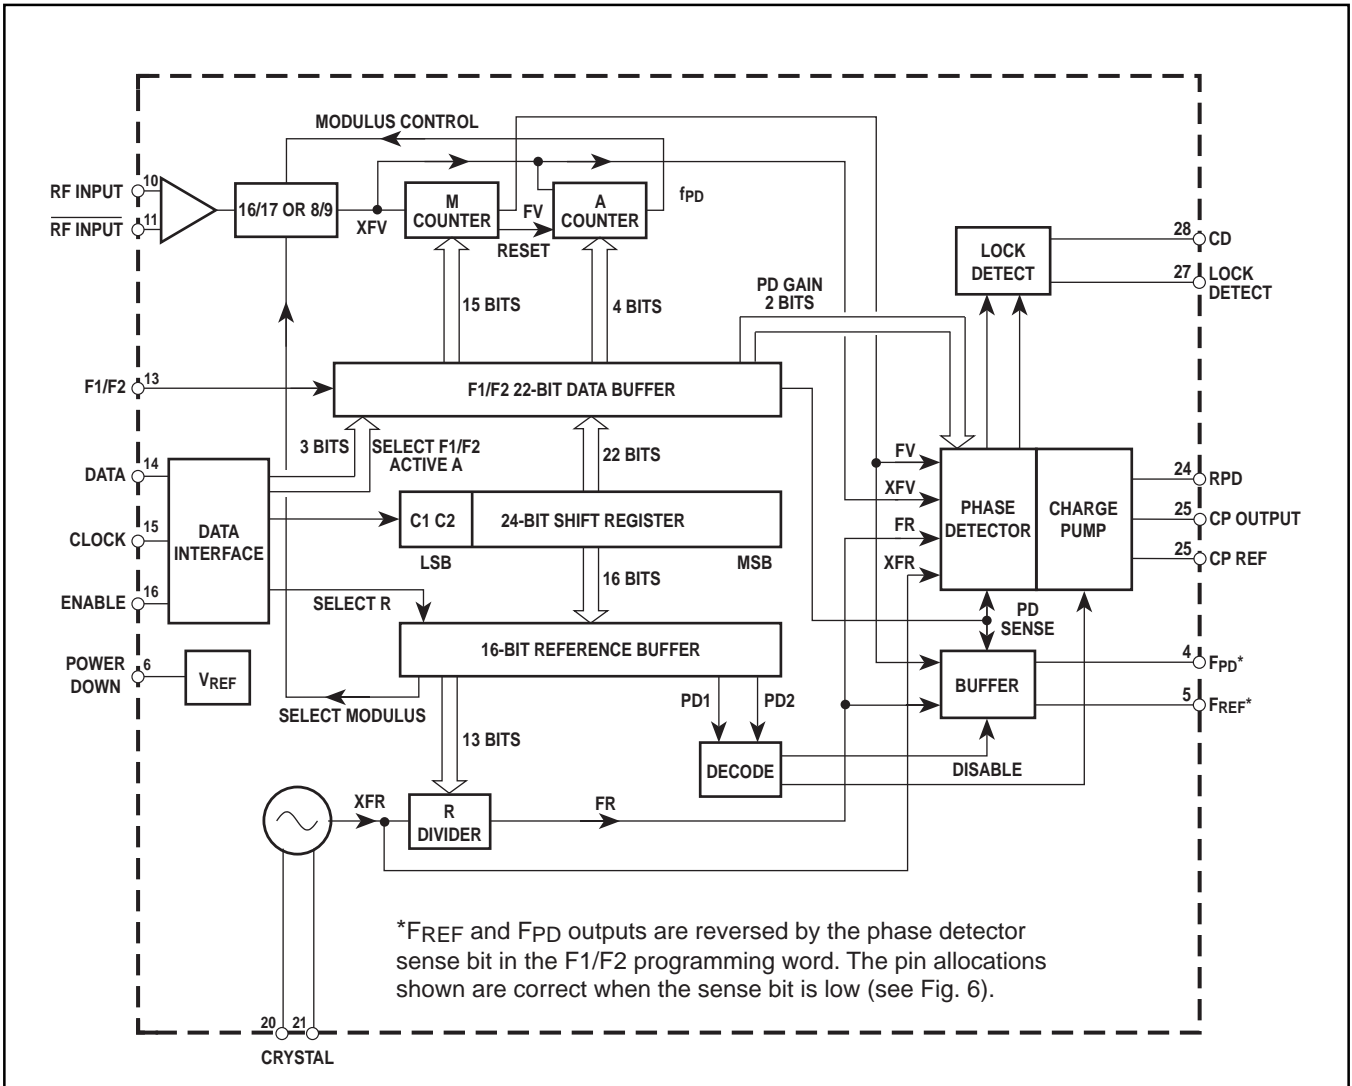 MODULUS CONTROL
RF INPUT
10
RF INPUT
11
16/17 OR 8/9
XFV
M
COUNTER
FV
RESET
A
COUNTER
fPD
15 BITS
4 BITS
PD GAIN
2 BITS
LOCK
DETECT
28
CD
27
LOCK
DETECT
F1/F2
13
F1/F2 22-BIT DATA BUFFER
3 BITS
SELECT F1/F2
ACTIVE A
22 BITS
DATA
14
CLOCK
15
ENABLE
16
DATA
INTERFACE
C1 C2
24-BIT SHIFT REGISTER
LSB
MSB
16 BITS
SELECT R
16-BIT REFERENCE BUFFER
FV
XFV
FR
XFR
PHASE
DETECTOR
CHARGE
PUMP
24
RPD
25
CP OUTPUT
25
CP REF
PD
SENSE
POWER
DOWN
6
VREF
SELECT MODULUS
13 BITS
PD1
PD2
DECODE
BUFFER
DISABLE
4
FPD*
5
FREF*
XFR
R
DIVIDER
FR
*FREF and FPD outputs are reversed by the phase detector
sense bit in the F1/F2 programming word. The pin allocations
shown are correct when the sense bit is low (see Fig. 6).
20
21
CRYSTAL